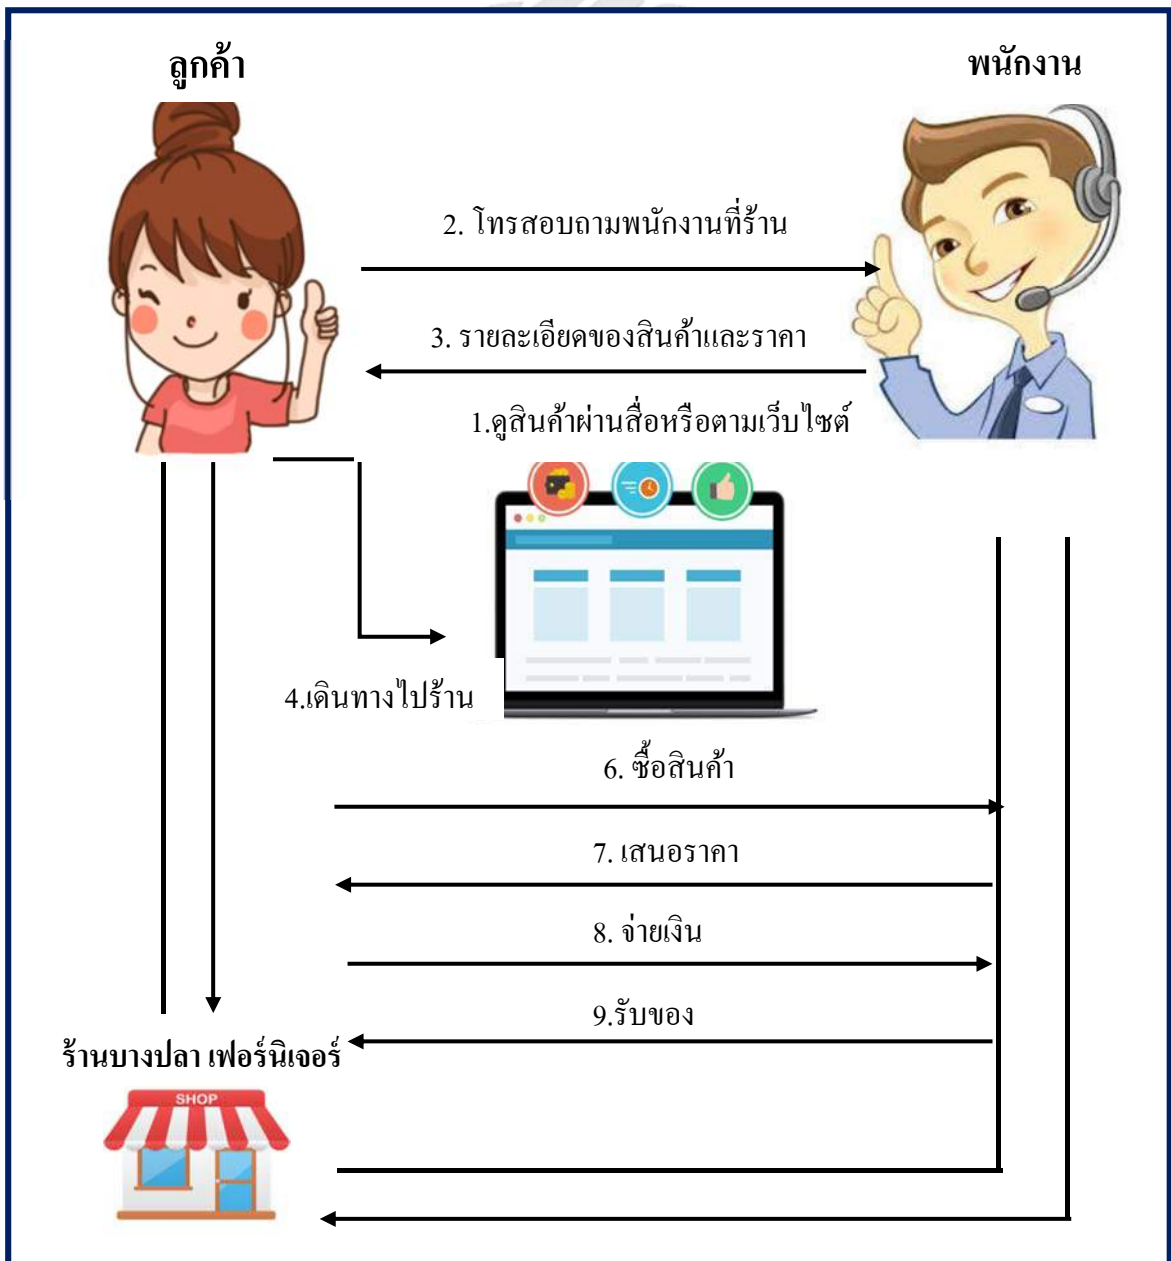 ลูกค้า
พนักงาน
2. โทรสอบถามพนักงานที่ร้าน
3. รายละเอียดของสินค้าและราคา
1.ดูสินค้าผ่านสื่อหรือตามเว็บไซต์
4.เดินทางไปร้าน
6. ซื้อสินค้า
7. เสนอราคา
8. จ่ายเงิน
9.รับของ
ร้านบางปลา เฟอร์นิเจอร์
SHOP